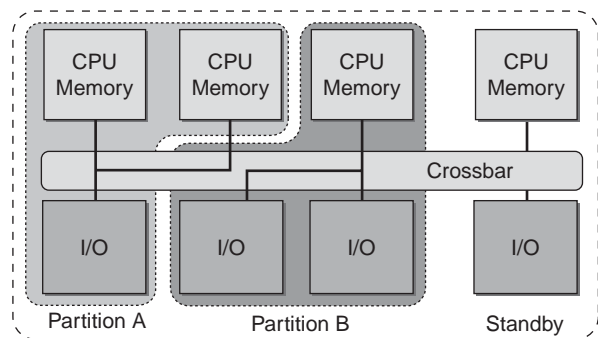 CPU
Memory
CPU
Memory
CPU
Memory
CPU
Memory
Crossbar
I/O
I/O
I/O
I/O
Partition A
Partition B
Standby